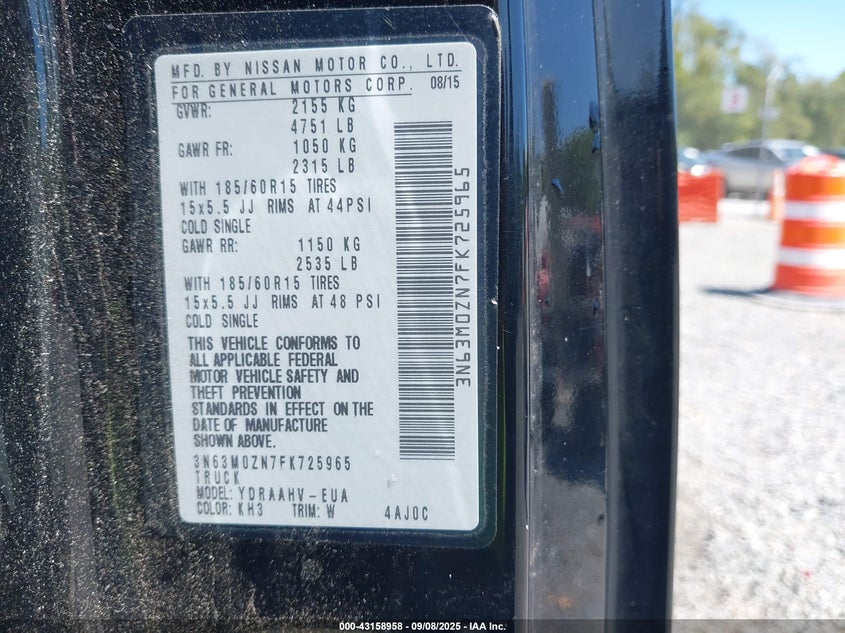 MFD. BY NISSAN MOTOR CO., LTD.
FOR GENERAL MOTORS CORP. 08/15
GVWR: 2155 KG
4751 LB
GAWR FR: 1050 KG
2315 LB
WITH 185/60R15 TIRES
15x5.5 JJ RIMS AT 44PSI
COLD SINGLE
GAWR RR: 1150 KG
2535 LB
WITH 185/60R15 TIRES
15x5.5 JJ RIMS AT 48 PSI
COLD SINGLE
THIS VEHICLE CONFORMS TO
ALL APPLICABLE FEDERAL
MOTOR VEHICLE SAFETY AND
THEFT PREVENTION
STANDARDS IN EFFECT ON THE
DATE OF MANUFACTURE
SHOWN ABOVE.
3N63M0ZN7FK725965
TRUCK
MODEL: YDRAAHV-EUA
COLOR: KH3 TRIM: W 4AJ0C
3N63M0ZN7FK725965
000-43158958 - 09/08/2025 - IAA Inc.